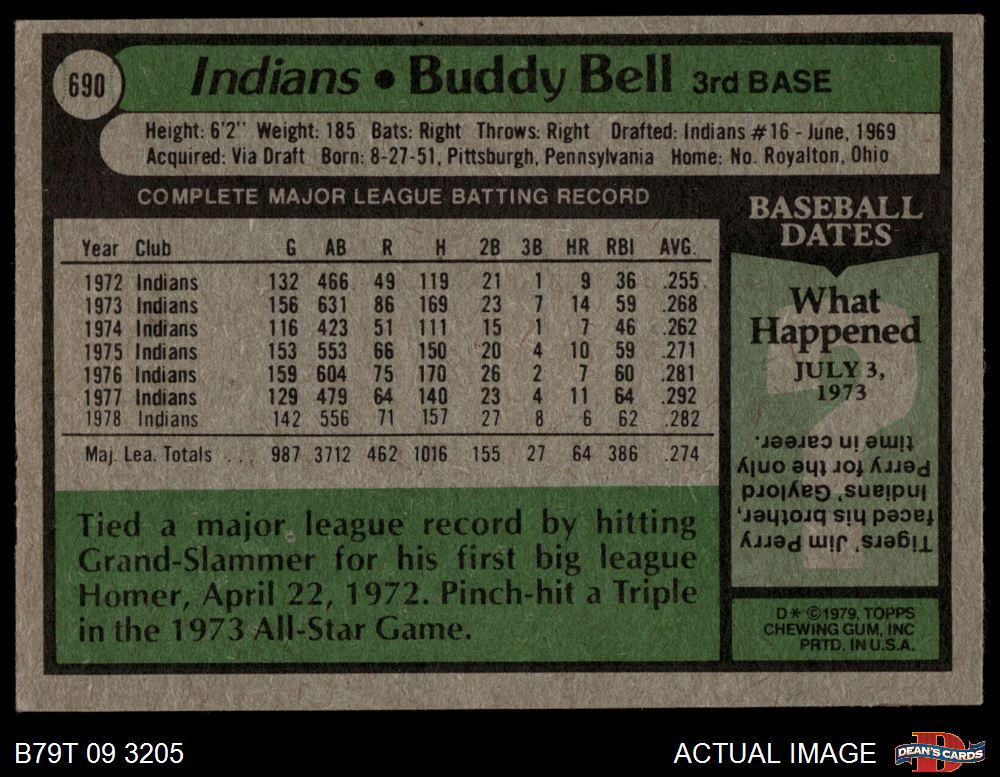 690
Indians • Buddy Bell 3rd BASE
Height: 6'2" Weight: 185 Bats: Right Throws: Right Drafted: Indians #16 - June, 1969
Acquired: Via Draft Born: 8-27-51, Pittsburgh, Pennsylvania Home: No. Royalton, Ohio
COMPLETE MAJOR LEAGUE BATTING RECORD
Year Club G AB R H 2B 3B HR RBI AVG.
1972 Indians 132 466 49 119 21 1 9 36 .255
1973 Indians 156 631 86 169 23 7 14 59 .268
1974 Indians 116 423 51 111 15 1 7 46 .262
1975 Indians 153 553 66 150 20 4 10 59 .271
1976 Indians 159 604 75 170 26 2 7 60 .281
1977 Indians 129 479 64 140 23 4 11 64 .292
1978 Indians 142 556 71 157 27 8 6 62 .282
Maj. Lea. Totals ... 987 3712 462 1016 155 27 64 386 .274
Tied a major league record by hitting
Grand-Slammer for his first big league
Homer, April 22, 1972. Pinch-hit a Triple
in the 1973 All-Star Game.
BASEBALL
DATES
What
Happened
JULY 3,
1973
?
Tigers' Jim Perry
faced his brother,
Indians' Gaylord
Perry for the only
time in career.
D* ©1979, TOPPS
CHEWING GUM, INC
PRTD. IN U.S.A.
B79T 09 3205
ACTUAL IMAGE
DEAN'S CARDS